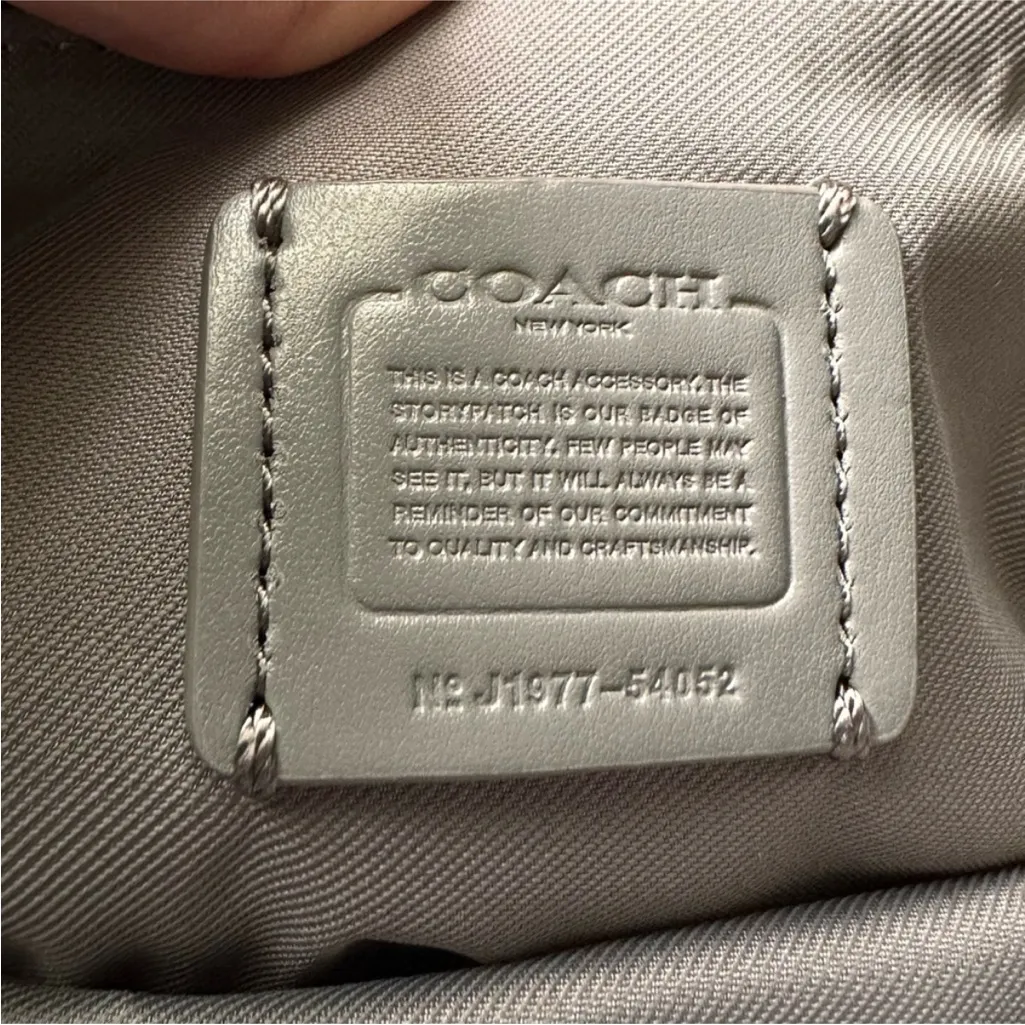 COACH
NEW YORK
THIS IS A COACH ACCESSORY. THE
STORYPATCH IS OUR BADGE OF
AUTHENTICITY. FEW PEOPLE MAY
SEE IT, BUT IT WILL ALWAYS BE A
REMINDER OF OUR COMMITMENT
TO QUALITY AND CRAFTSMANSHIP.
Nº J1977-54052